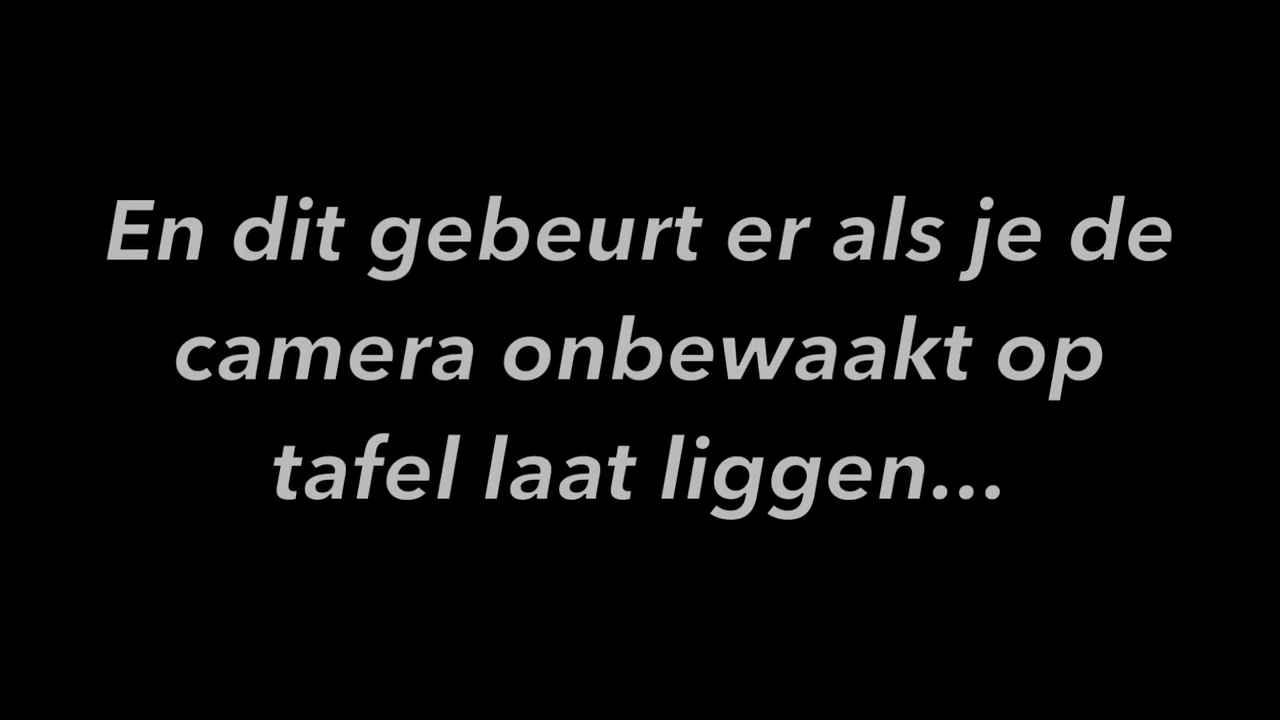 En dit gebeurt er als je de
camera onbewaakt op
tafel laat liggen...